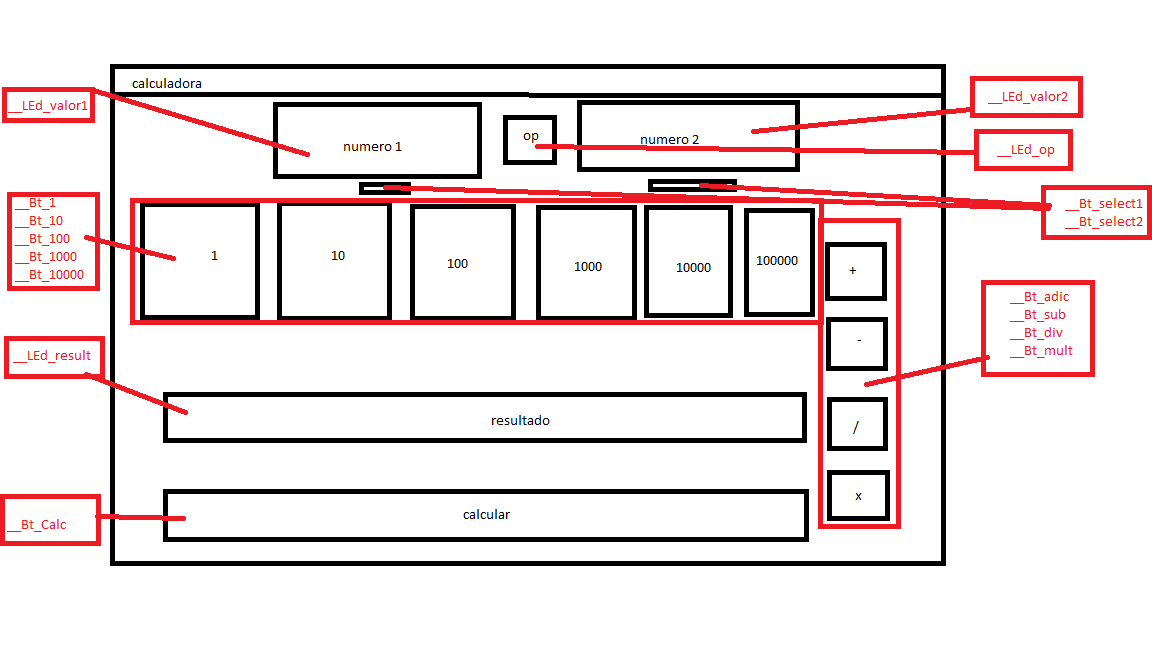 calculadora
__LEd_valor1
numero 1
op
numero 2
__LEd_valor2
__LEd_op
__Bt_select1
__Bt_select2
__Bt_1
__Bt_10
__Bt_100
__Bt_1000
__Bt_10000
1
10
100
1000
10000
100000
+
-
/
x
__Bt_adic
__Bt_sub
__Bt_div
__Bt_mult
__LEd_result
resultado
__Bt_Calc
calcular